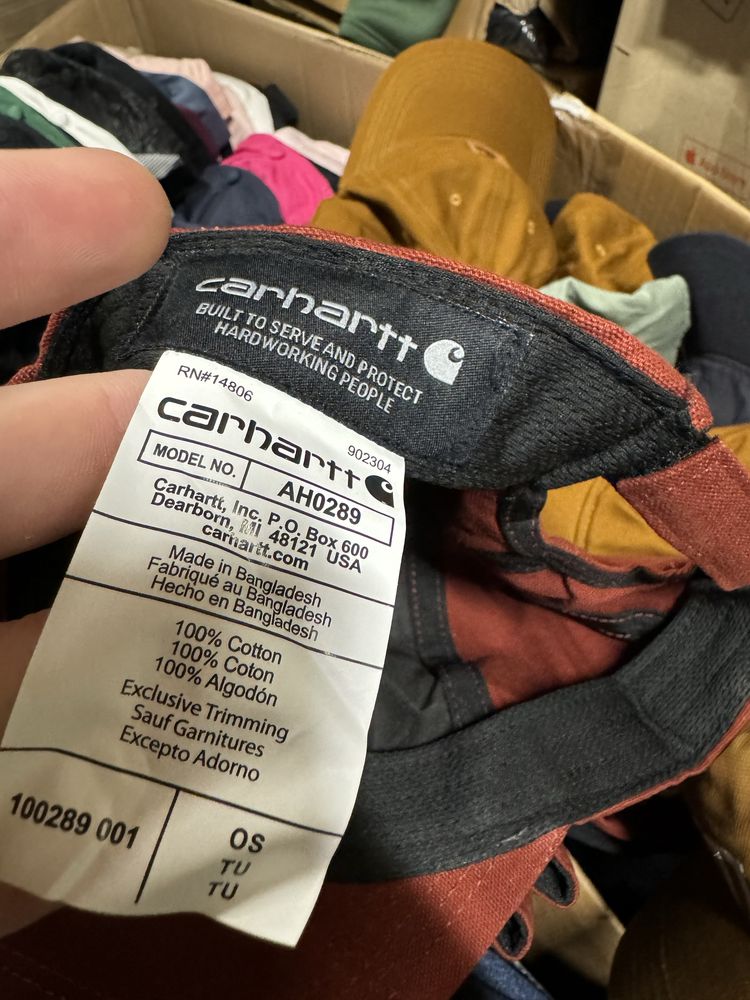 carhartt
BUILT TO SERVE AND PROTECT
HARDWORKING PEOPLE
RN#14806
carhartt
902304
MODEL NO.
AH0289
Carhartt, Inc. P.O. Box 600
Dearborn, MI 48121 USA
carhartt.com
Made in Bangladesh
Fabriqué au Bangladesh
Hecho en Bangladesh
100% Cotton
100% Coton
100% Algodón
Exclusive Trimming
Sauf Garnitures
Excepto Adorno
100289 001
OS
TU
TU
App Store